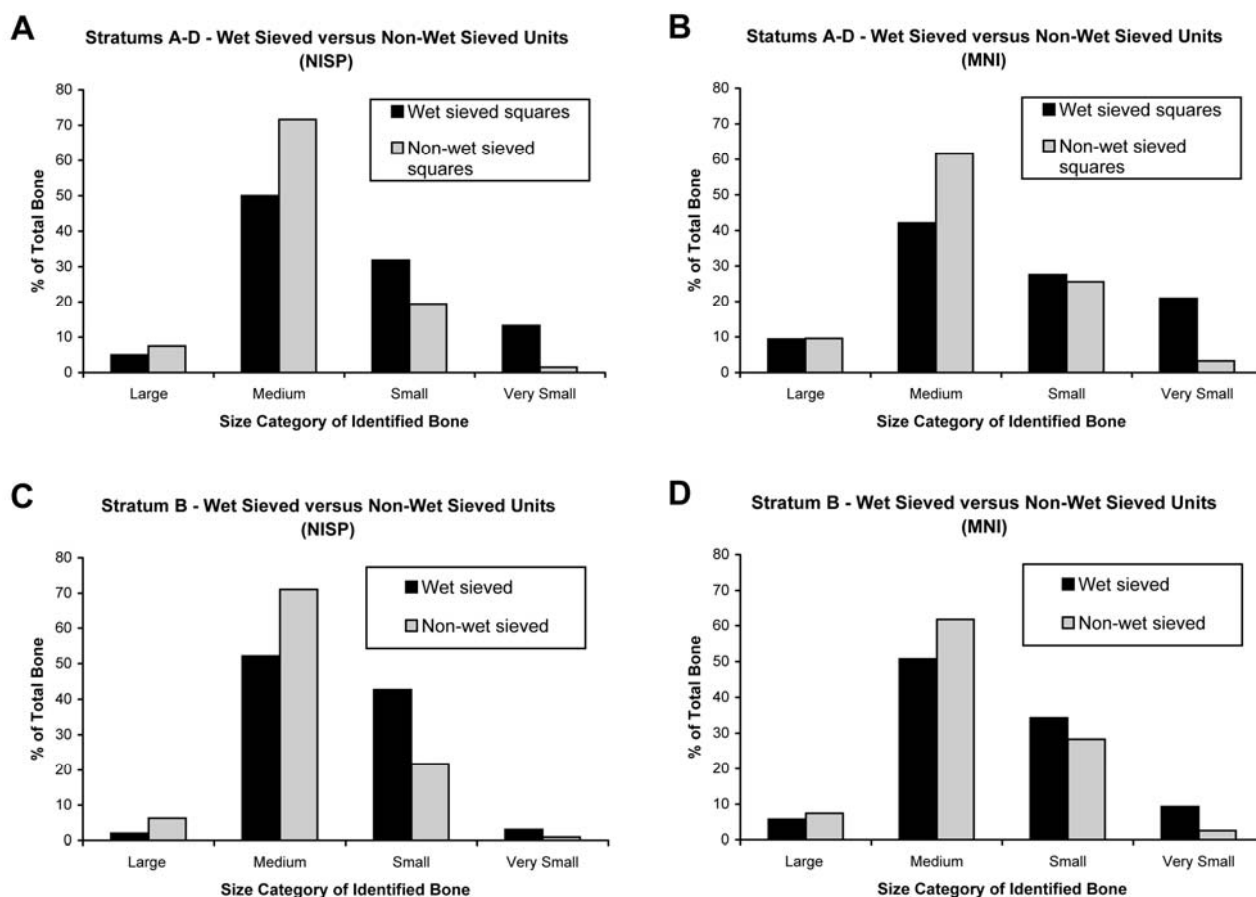 A
Stratums A-D - Wet Sieved versus Non-Wet Sieved Units
(NISP)
80
70
60
50
40
30
20
10
0
% of Total Bone
Wet sieved squares
Non-wet sieved
squares
Large
Medium
Small
Very Small
Size Category of Identified Bone
B
Statums A-D - Wet Sieved versus Non-Wet Sieved Units
(MNI)
80
70
60
50
40
30
20
10
0
% of Total Bone
Wet sieved squares
Non-wet sieved
squares
Large
Medium
Small
Very Small
Size Category of Identified Bone
C
Stratum B - Wet Sieved versus Non-Wet Sieved Units
(NISP)
80
70
60
50
40
30
20
10
0
% of Total Bone
Wet sieved
Non-wet sieved
Large
Medium
Small
Very Small
Size Category of Identified Bone
D
Stratum B - Wet Sieved versus Non-Wet Sieved Units
(MNI)
80
70
60
50
40
30
20
10
0
% of Total Bone
Wet sieved
Non-wet sieved
Large
Medium
Small
Very Small
Size Category of Identified Bone